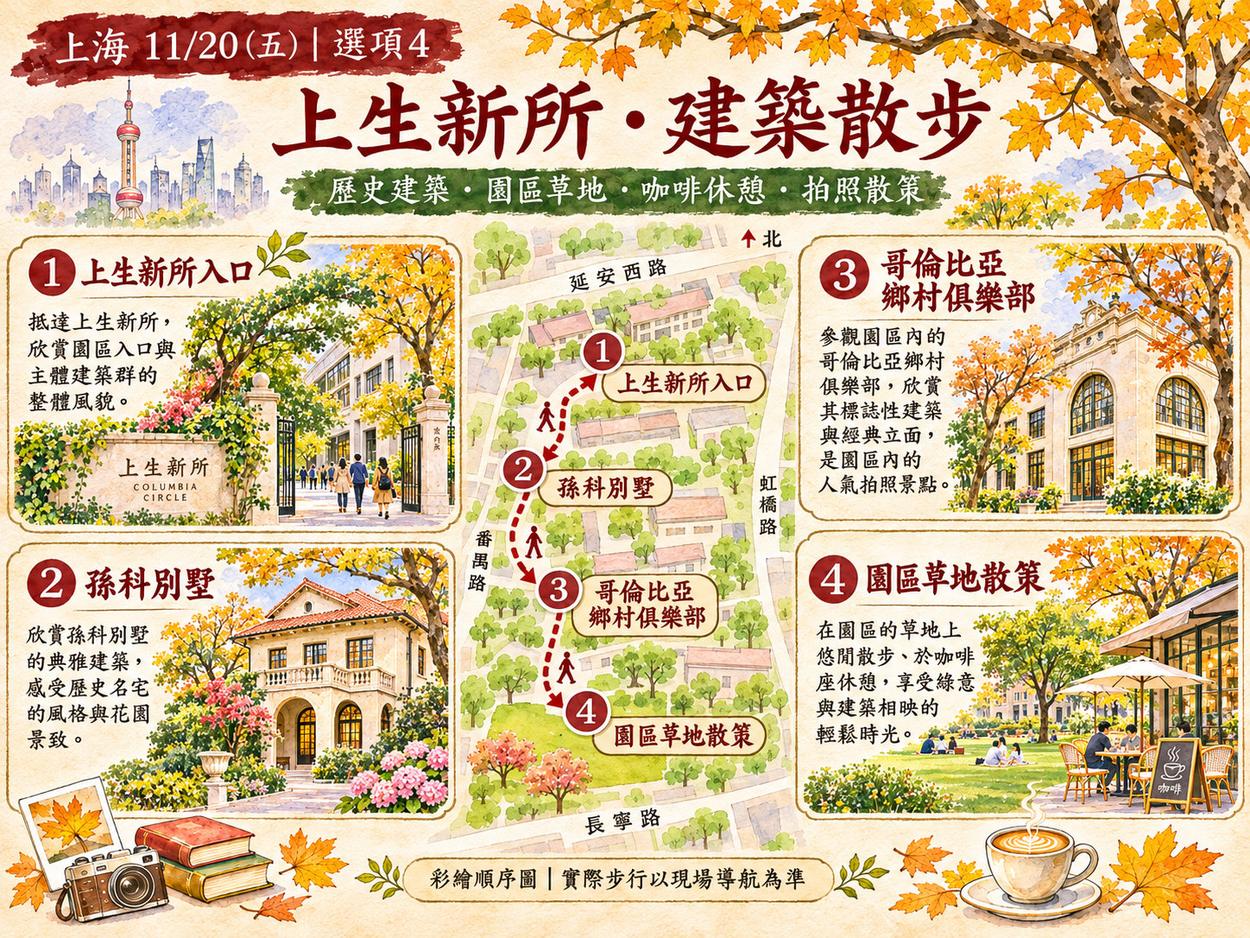 上海 11/20(五)｜選項4
上生新所・建築散步
歷史建築・園區草地・咖啡休憩・拍照散策
1 上生新所入口
抵達上生新所，
欣賞園區入口與
主體建築群的
整體風貌。
上生新所
COLUMBIA
CIRCLE
2 孫科別墅
欣賞孫科別墅
的典雅建築，
感受歷史名宅
的風格與花園
景致。
北
延安西路
1
上生新所入口
2
孫科別墅
虹橋路
番禺路
3
哥倫比亞
鄉村俱樂部
4
園區草地散策
長寧路
3 哥倫比亞
鄉村俱樂部
參觀園區內的
哥倫比亞鄉村
俱樂部，欣賞
其標誌性建築
與經典立面，
是園區內的
人氣拍照景點。
4 園區草地散策
在園區的草地上
悠閒散步、於咖啡
座休憩，享受綠意
與建築相映的
輕鬆時光。
咖啡
彩繪順序圖｜實際步行以現場導航為準